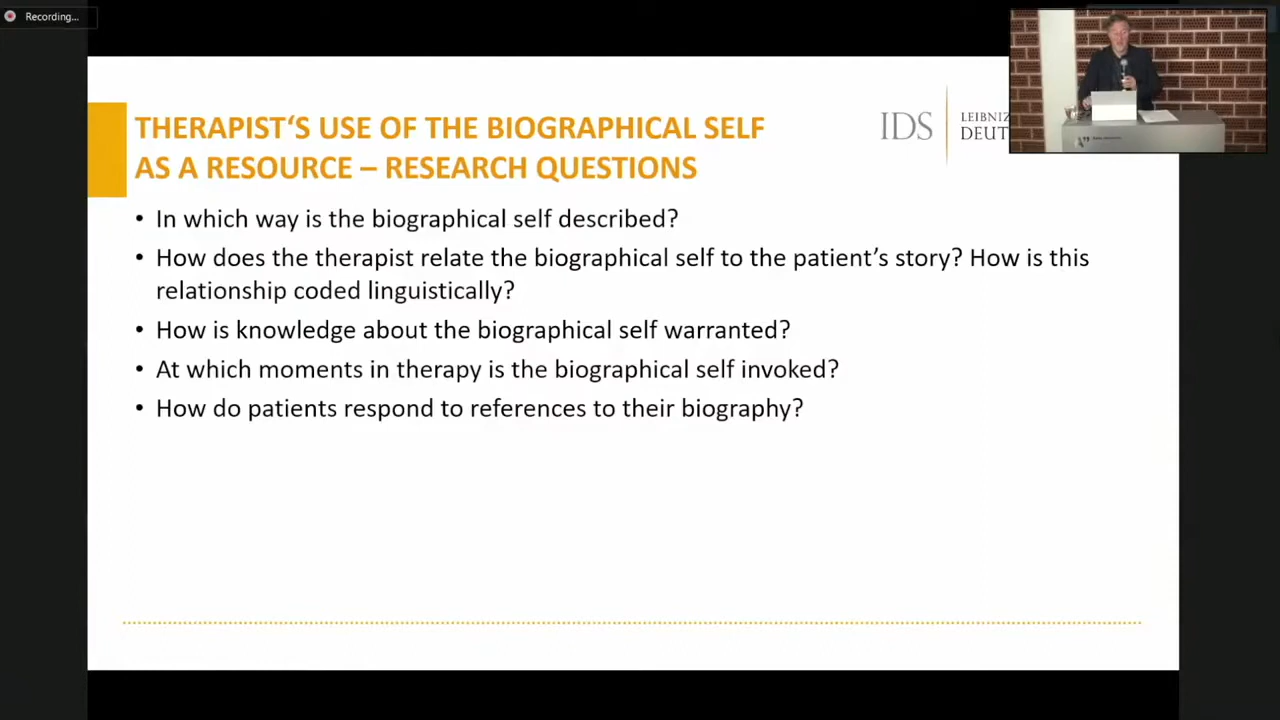 Recording...
THERAPIST‘S USE OF THE BIOGRAPHICAL SELF
AS A RESOURCE – RESEARCH QUESTIONS
IDS
LEIBNIZ
DEUT
• In which way is the biographical self described?
• How does the therapist relate the biographical self to the patient’s story? How is this
relationship coded linguistically?
• How is knowledge about the biographical self warranted?
• At which moments in therapy is the biographical self invoked?
• How do patients respond to references to their biography?